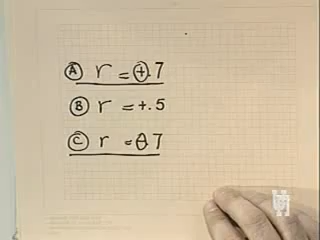 Ⓐ r = +.7
Ⓑ r = +.5
Ⓒ r = -.7